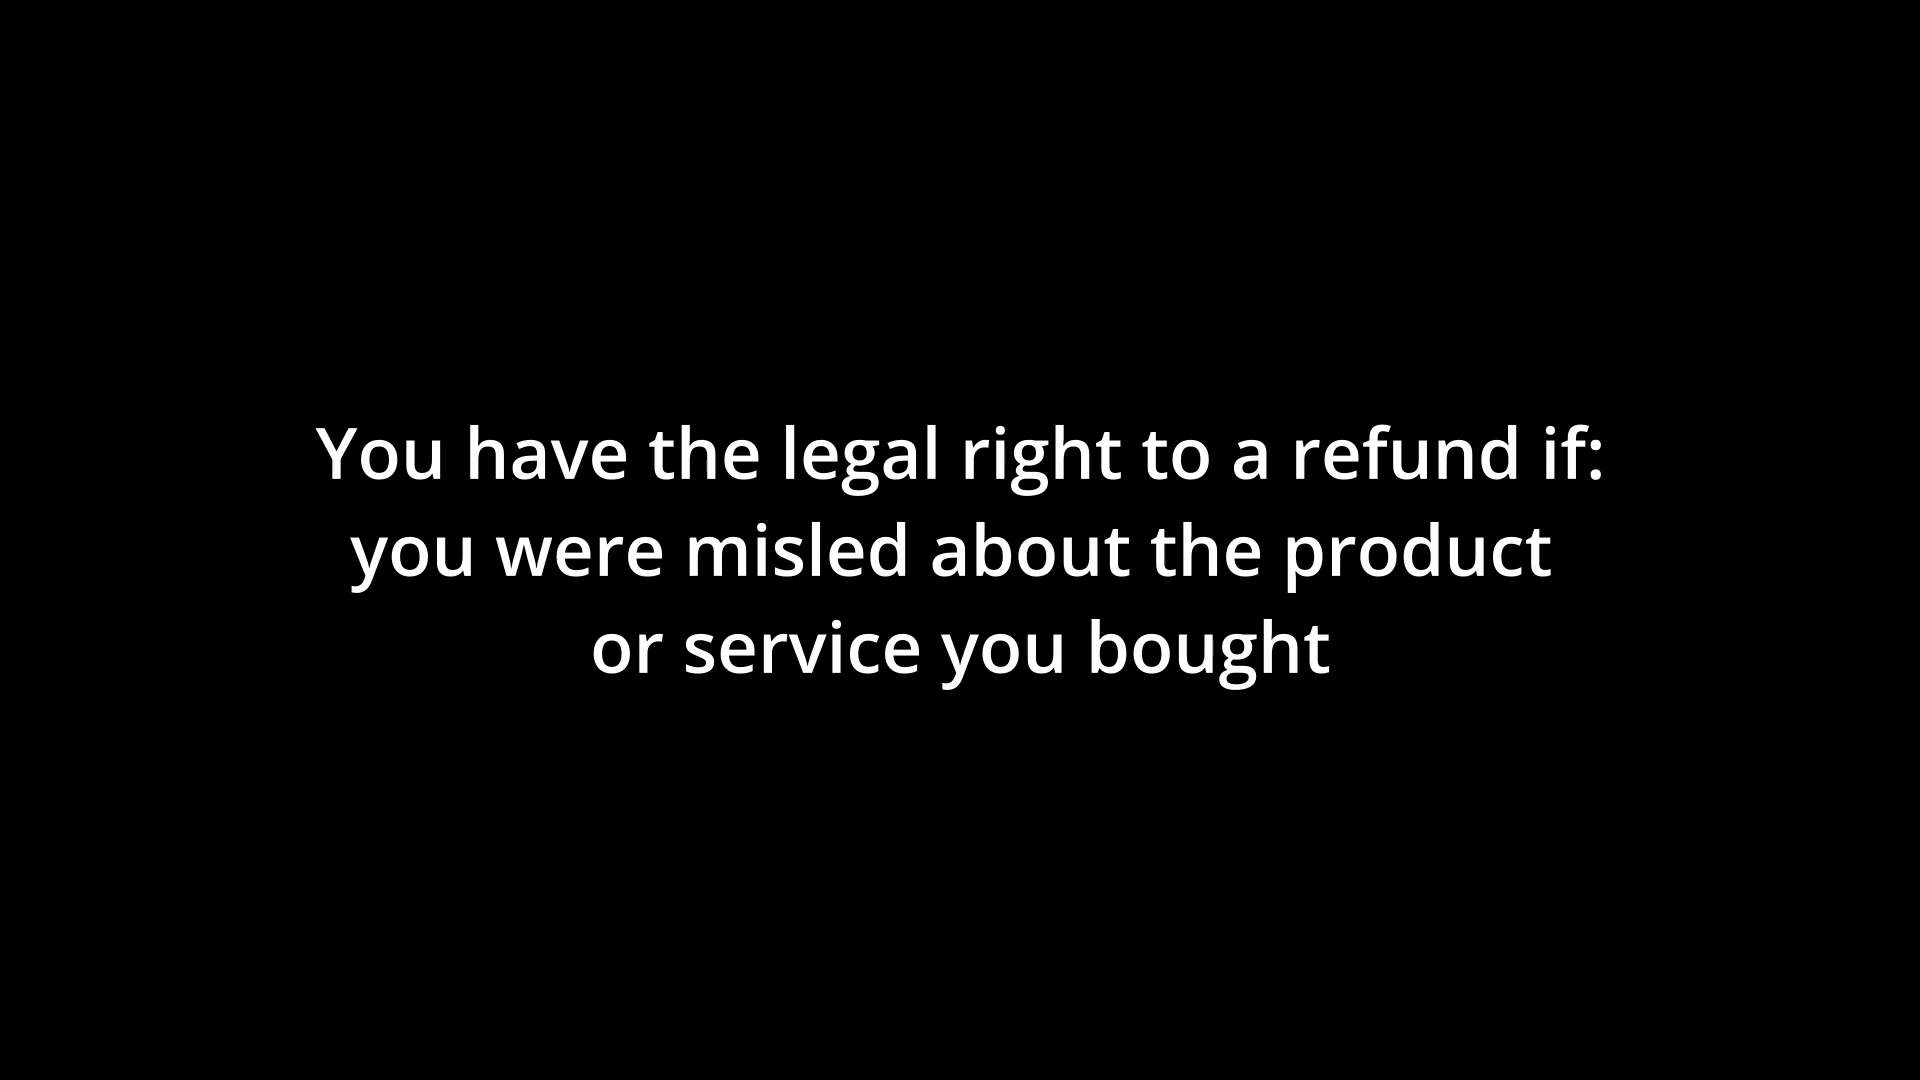 You have the legal right to a refund if:
you were misled about the product
or service you bought